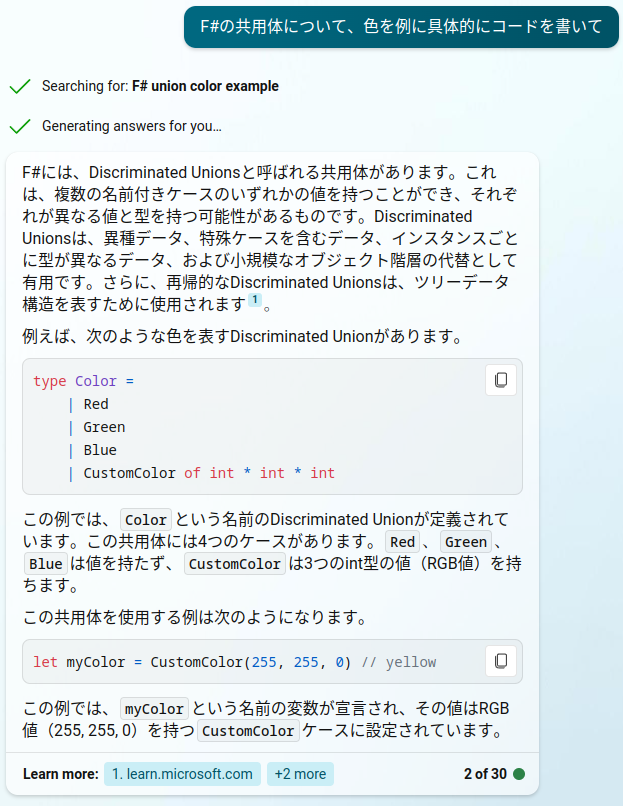 F#の共用体について、色を例に具体的にコードを書いて
Searching for: F# union color example
Generating answers for you…
F#には、Discriminated Unionsと呼ばれる共用体があります。これ
は、複数の名前付きケースのいずれかの値を持つことができ、それぞ
れが異なる値と型を持つ可能性があるものです。Discriminated
Unionsは、異種データ、特殊ケースを含むデータ、インスタンスごと
に型が異なるデータ、および小規模なオブジェクト階層の代替として
有用です。さらに、再帰的なDiscriminated Unionsは、ツリーデータ
構造を表すために使用されます 1 。
例えば、次のような色を表すDiscriminated Unionがあります。
type Color =
    | Red
    | Green
    | Blue
    | CustomColor of int * int * int
この例では、 Color という名前のDiscriminated Unionが定義されて
います。この共用体には4つのケースがあります。 Red 、 Green 、
Blue は値を持たず、 CustomColor は3つのint型の値（RGB値）を持
ちます。
この共用体を使用する例は次のようになります。
let myColor = CustomColor(255, 255, 0) // yellow
この例では、 myColor という名前の変数が宣言され、その値はRGB
値（255, 255, 0）を持つ CustomColor ケースに設定されています。
Learn more: 1. learn.microsoft.com +2 more 2 of 30